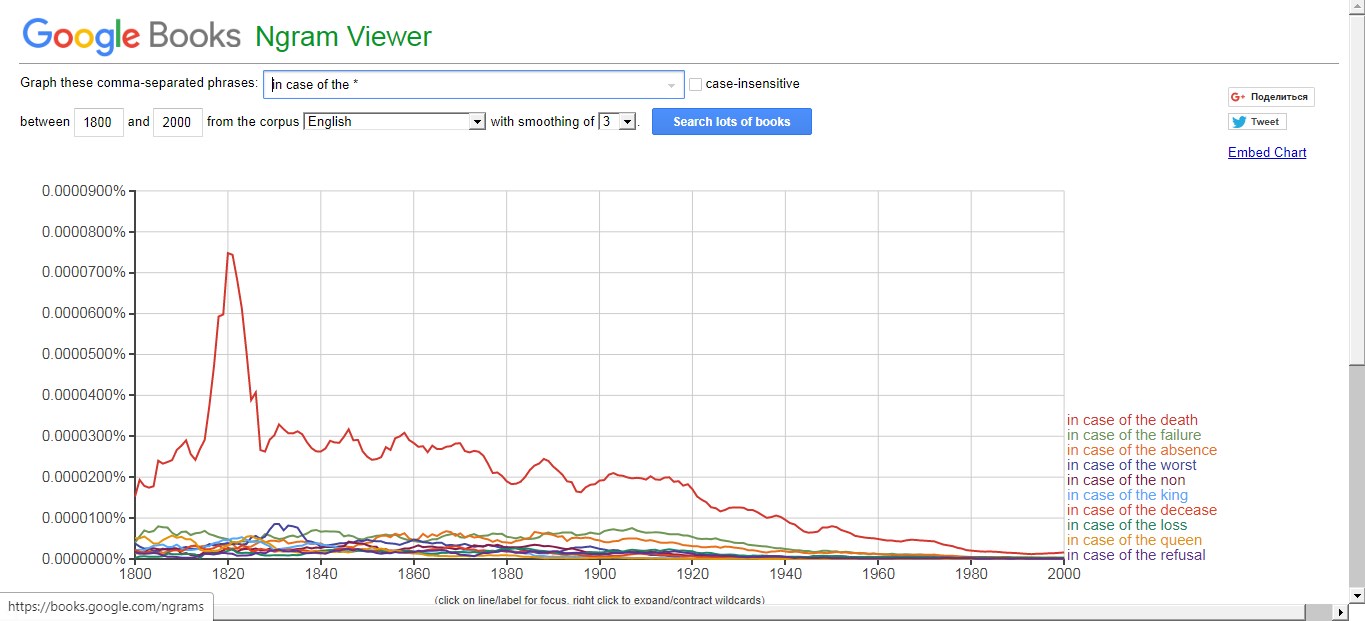 Google Books Ngram Viewer
Graph these comma-separated phrases: in case of the * case-insensitive
between 1800 and 2000 from the corpus English with smoothing of 3 . Search lots of books
G+ Поделиться
Tweet
Embed Chart
0.0000900%
0.0000800%
0.0000700%
0.0000600%
0.0000500%
0.0000400%
0.0000300%
0.0000200%
0.0000100%
0.0000000%
in case of the death
in case of the failure
in case of the absence
in case of the worst
in case of the non
in case of the king
in case of the decease
in case of the loss
in case of the queen
in case of the refusal
1800 1820 1840 1860 1880 1900 1920 1940 1960 1980 2000
(click on line/label for focus, right click to expand/contract wildcards)
https://books.google.com/ngrams